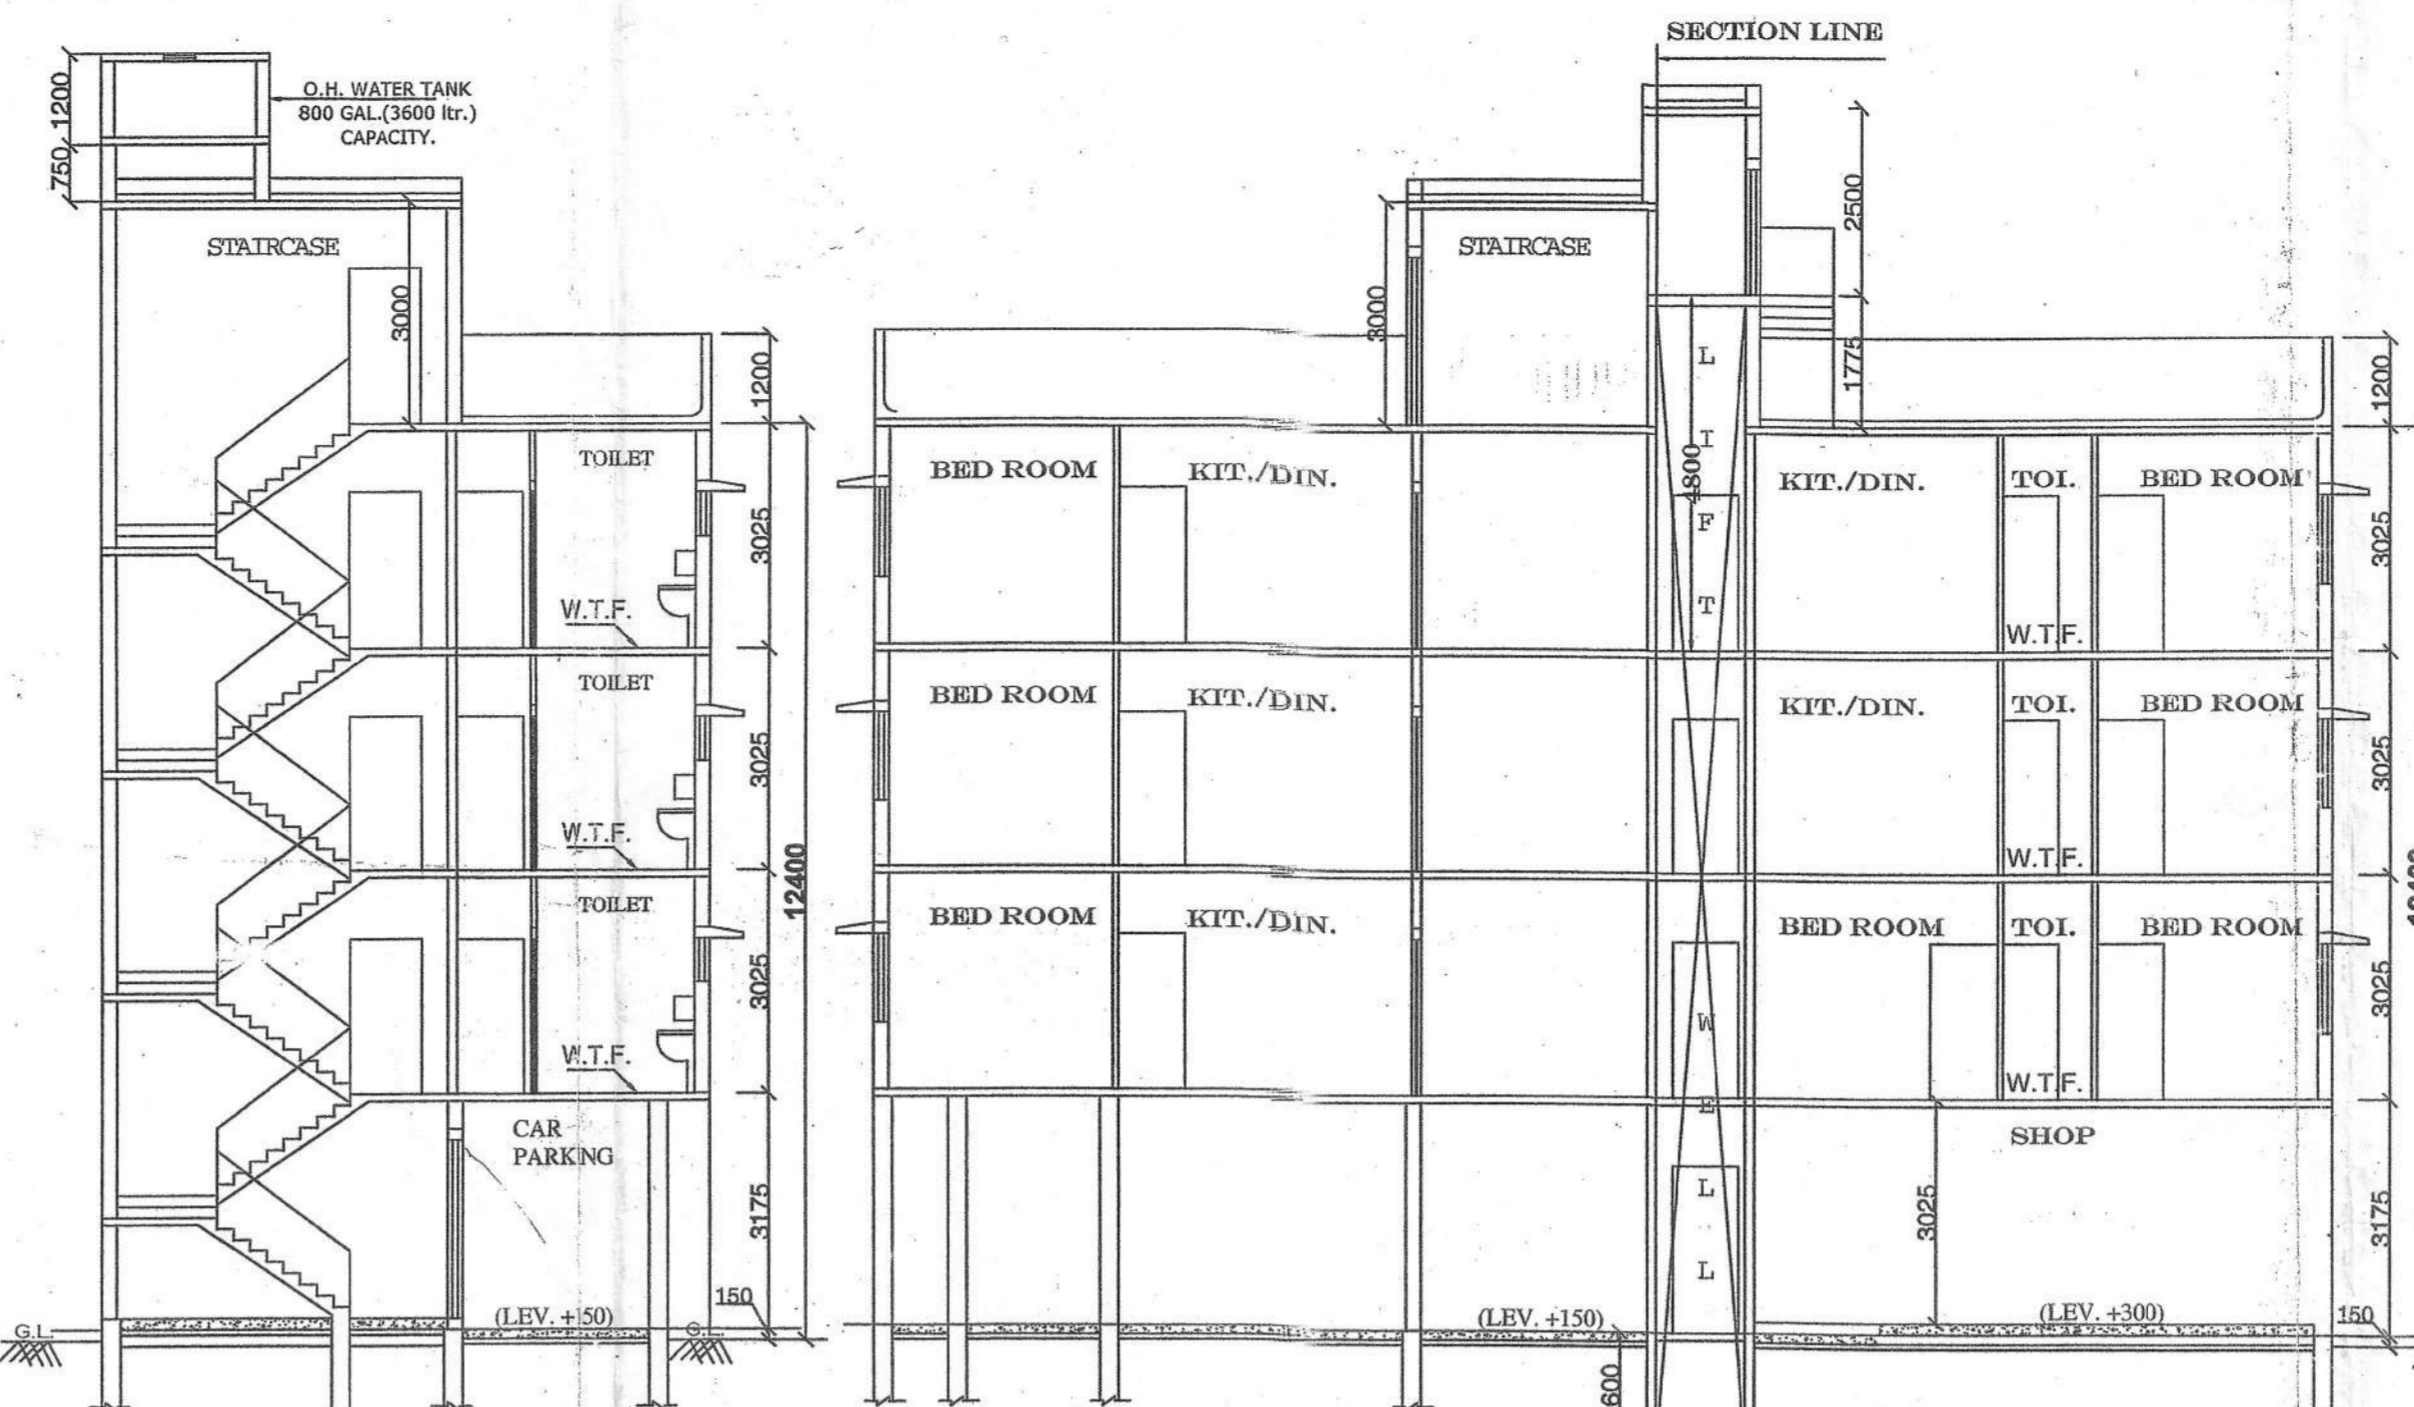 SECTION LINE
O.H. WATER TANK
800 GAL.(3600 ltr.)
CAPACITY.
1200
750
STAIRCASE
3000
1200
TOILET
3025
W.T.F.
TOILET
3025
W.T.F.
12400
TOILET
3025
W.T.F.
CAR
PARKING
3175
150
G.L.
(LEV. +150)
G.L.
STAIRCASE
3000
2500
1775
1200
LIFT
4800
BED ROOM
KIT./DIN.
KIT./DIN.
TOI.
BED ROOM
3025
W.T.F.
BED ROOM
KIT./DIN.
KIT./DIN.
TOI.
BED ROOM
3025
W.T.F.
BED ROOM
KIT./DIN.
BED ROOM
TOI.
BED ROOM
3025
W.T.F.
WELL
SHOP
3025
3175
(LEV. +150)
(LEV. +300)
150
600